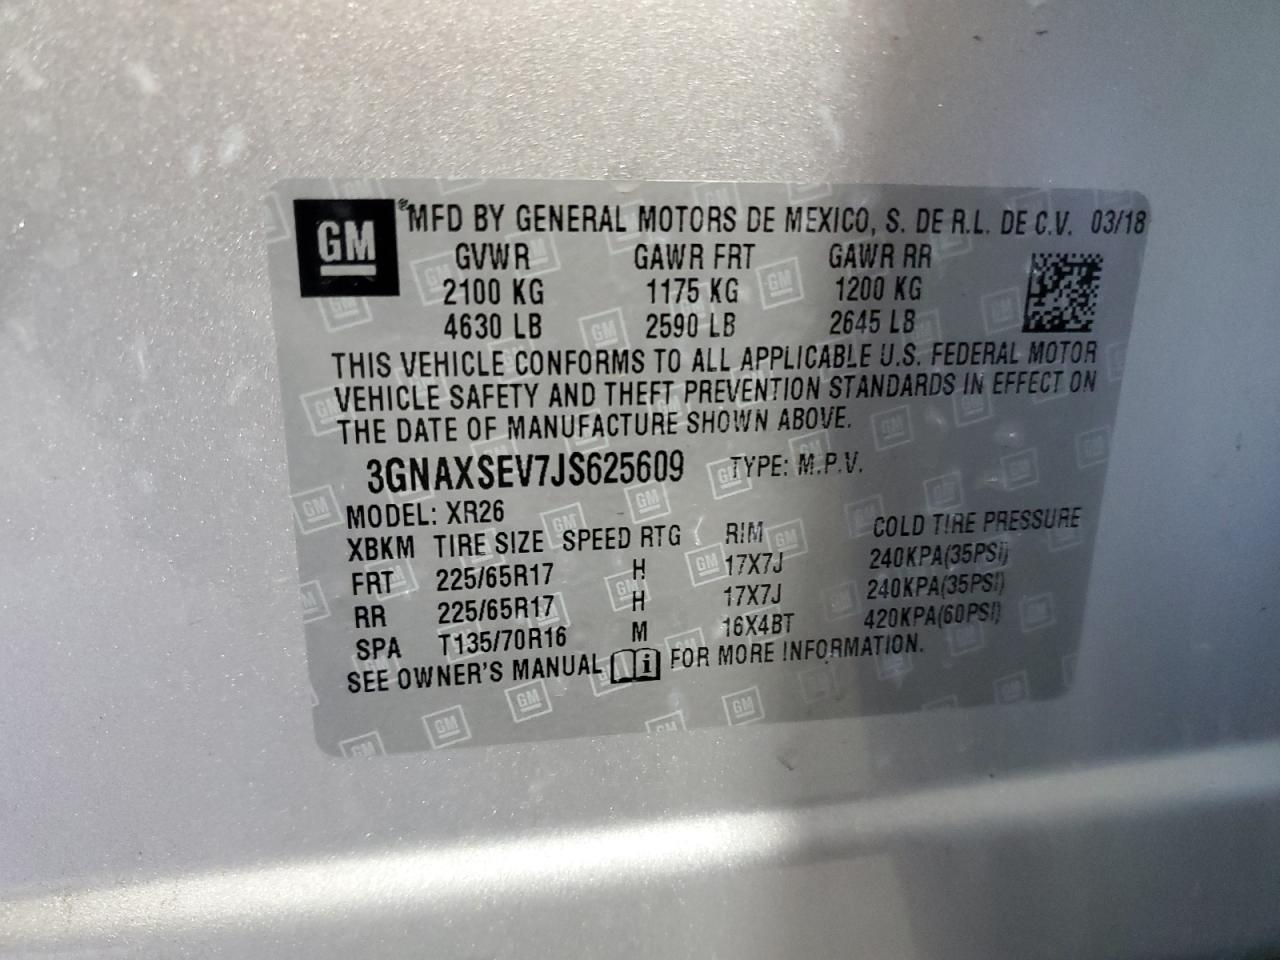 GM ® MFD BY GENERAL MOTORS DE MEXICO, S. DE R.L. DE C.V. 03/18
GVWR GAWR FRT GAWR RR
2100 KG 1175 KG 1200 KG
4630 LB 2590 LB 2645 LB
THIS VEHICLE CONFORMS TO ALL APPLICABLE U.S. FEDERAL MOTOR
VEHICLE SAFETY AND THEFT PREVENTION STANDARDS IN EFFECT ON
THE DATE OF MANUFACTURE SHOWN ABOVE.
3GNAXSEV7JS625609 TYPE: M.P.V.
MODEL: XR26
XBKM TIRE SIZE SPEED RTG RIM COLD TIRE PRESSURE
FRT 225/65R17 H 17X7J 240KPA(35PSI)
RR 225/65R17 H 17X7J 240KPA(35PSI)
SPA T135/70R16 M 16X4BT 420KPA(60PSI)
SEE OWNER'S MANUAL i FOR MORE INFORMATION.